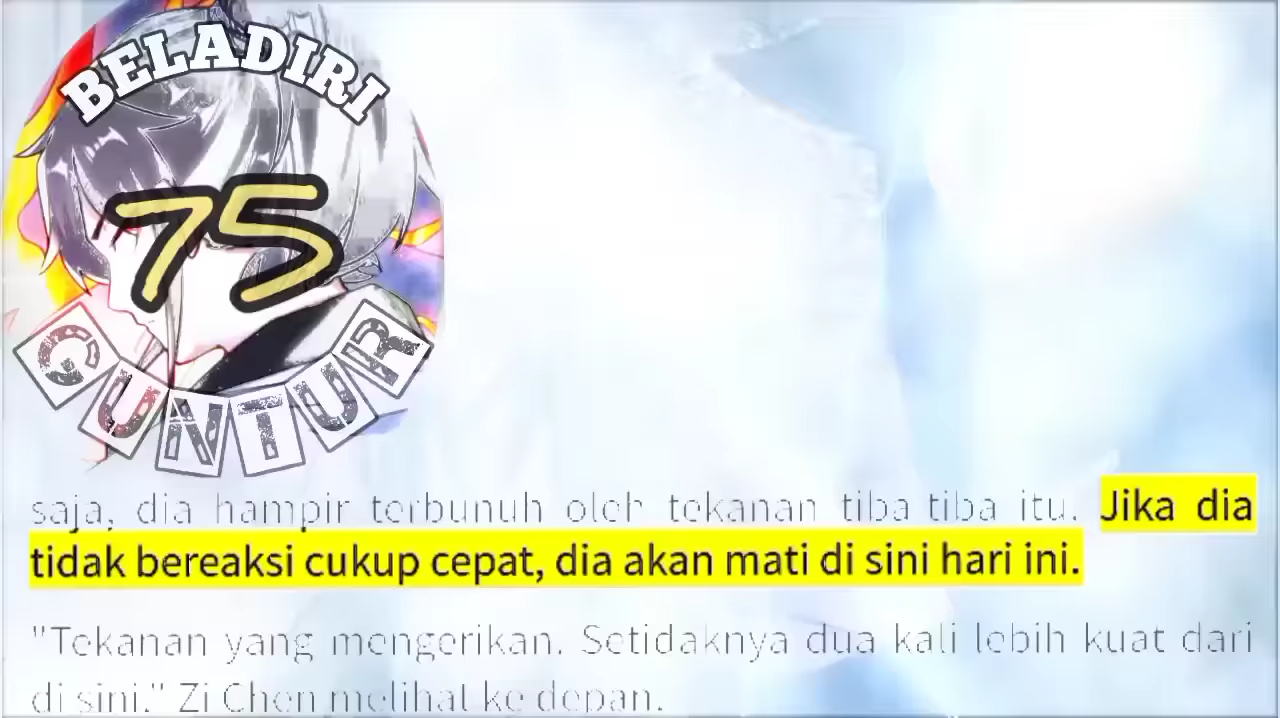 BELADIRI
75
GUNTUR
saja, dia hampir terbunuh oleh tekanan tiba tiba itu. Jika dia
tidak bereaksi cukup cepat, dia akan mati di sini hari ini.
"Tekanan yang mengerikan. Setidaknya dua kali lebih kuat dari
di sini." Zi Chen melihat ke depan.